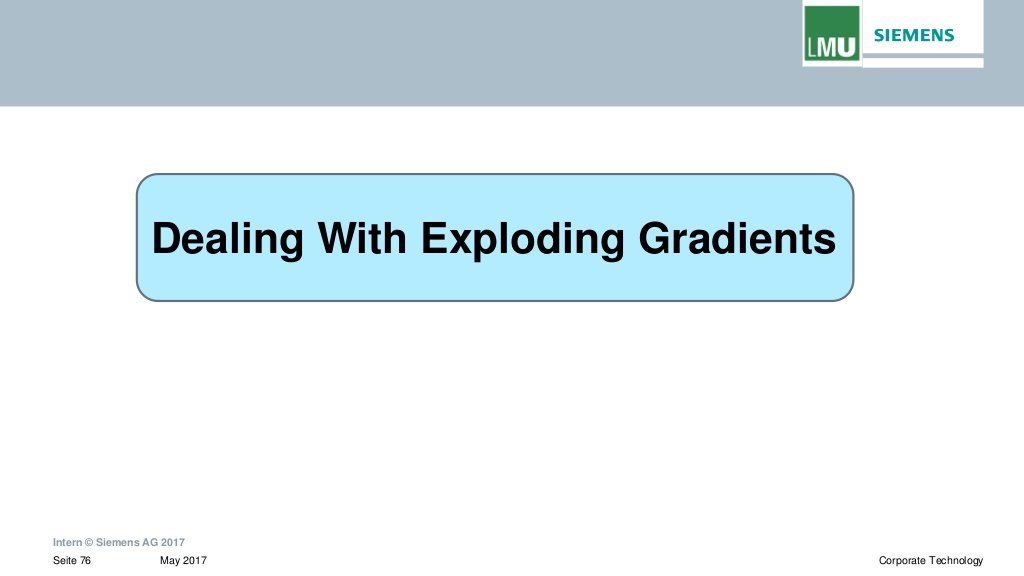 LMU
SIEMENS
Dealing With Exploding Gradients
Intern © Siemens AG 2017
Seite 76 May 2017 Corporate Technology